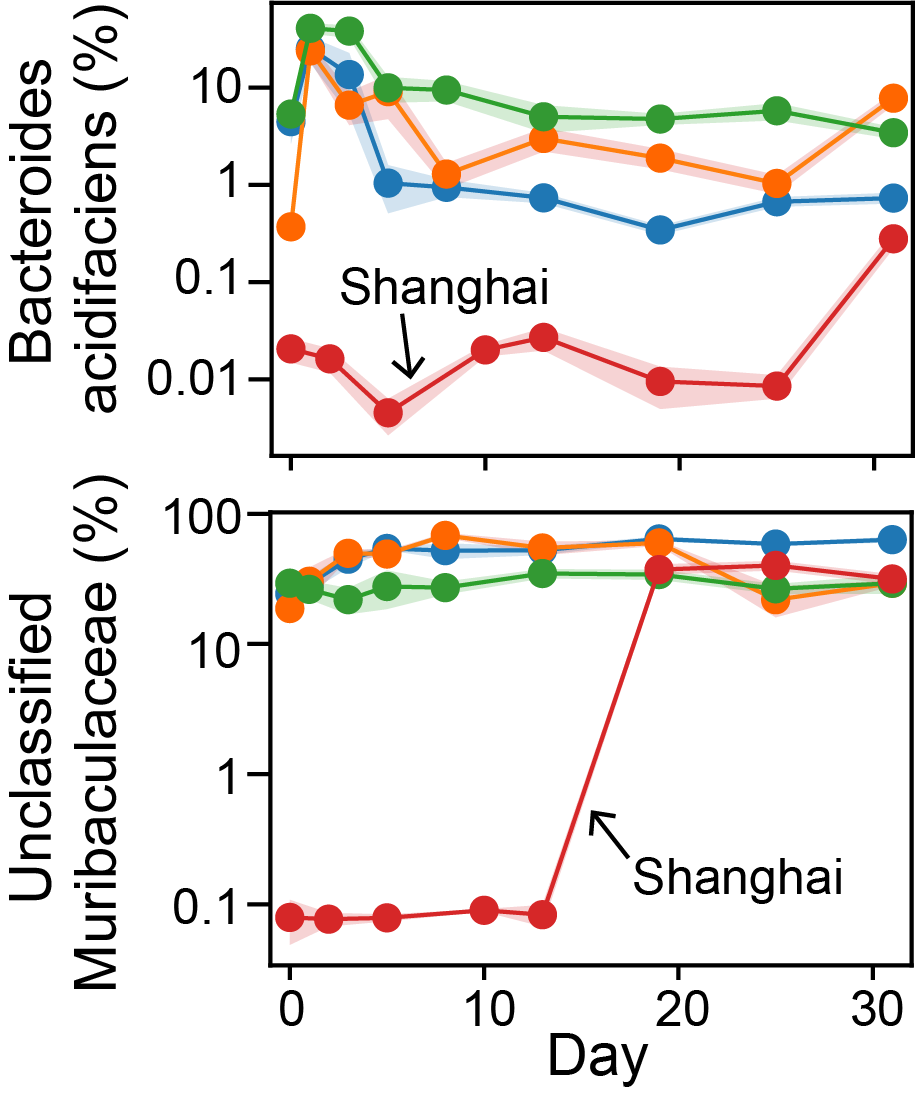 Bacteroides
acidifaciens (%)
10
1
0.1
0.01
Shanghai
Unclassified
Muribaculaceae (%)
100
10
1
0.1
Shanghai
0 10 20 30
Day